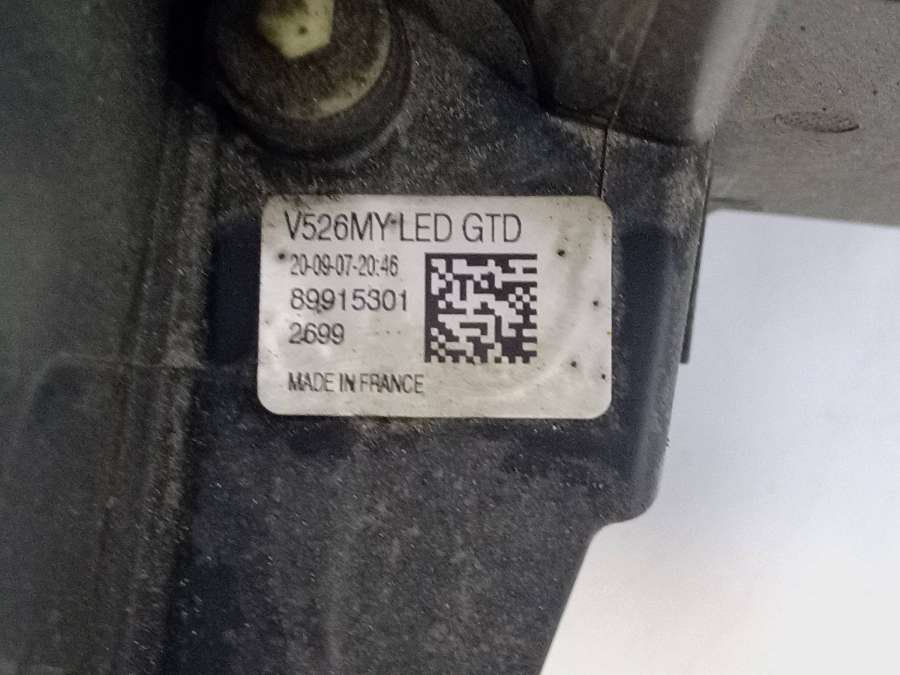 V526MY LED GTD
20-09-07-20:46
89915301
2699
MADE IN FRANCE